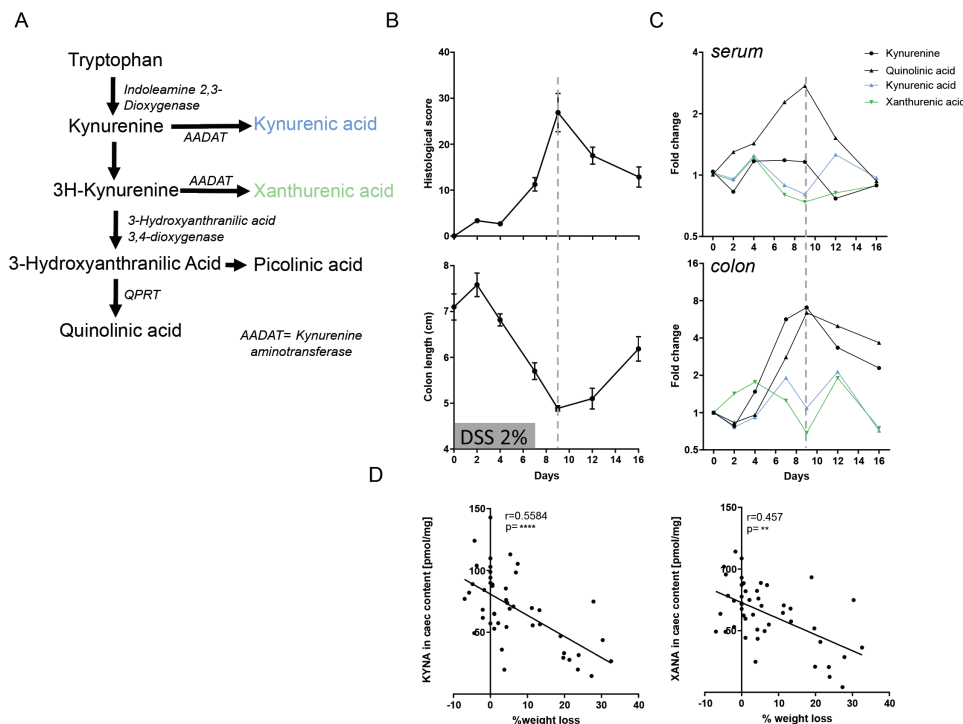 A
Tryptophan
Indoleamine 2,3-
Dioxygenase
Kynurenine
AADAT
Kynurenic acid
3H-Kynurenine
AADAT
Xanthurenic acid
3-Hydroxyanthranilic acid
3,4-dioxygenase
3-Hydroxyanthranilic Acid
Picolinic acid
QPRT
Quinolinic acid
AADAT= Kynurenine
aminotransferase
B
Histological score
40
30
20
10
0
Colon length (cm)
8
7
6
5
4
DSS 2%
0 2 4 6 8 10 12 14 16
Days
C
serum
Kynurenine
Quinolinic acid
Kynurenic acid
Xanthurenic acid
Fold change
4
2
1
0.5
0 2 4 6 8 10 12 14 16
colon
Fold change
16
8
4
2
1
0.5
0 2 4 6 8 10 12 14 16
D
KYNA in caec content [pmol/mg]
150
100
50
r=0.5584
p= ****
-10 0 10 20 30 40
%weight loss
XANA in caec content [pmol/mg]
150
100
50
r=0.457
p= **
-10 0 10 20 30 40
% weight loss